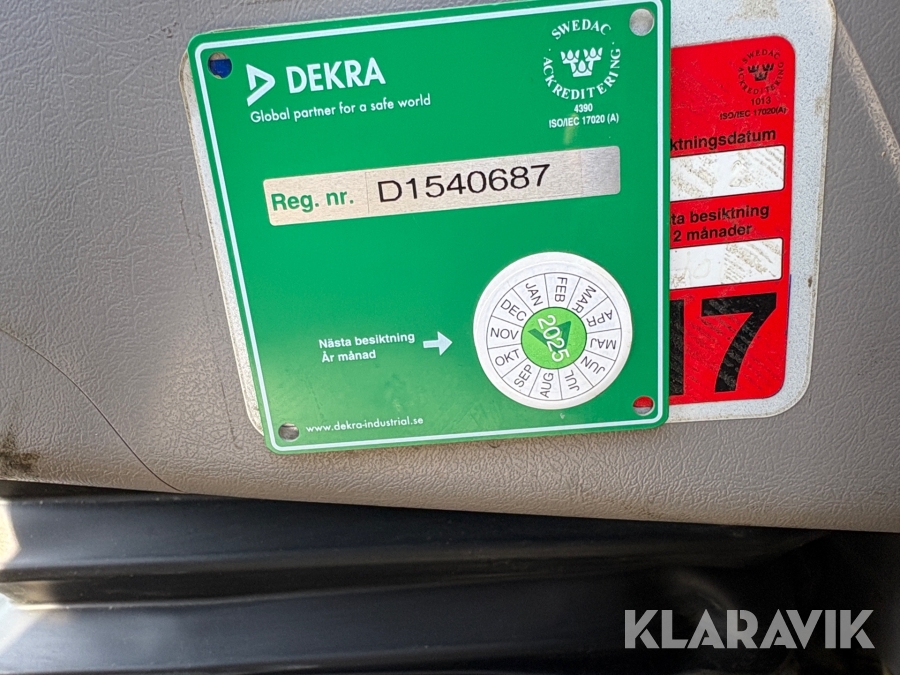 DEKRA
Global partner for a safe world
SWEDAC
ACKREDITERING
4390
ISO/IEC 17020 (A)
Reg. nr. D1540687
Nästa besiktning
År månad
JAN FEB MAR APR MAJ JUN JUL AUG SEP OKT NOV DEC
2025
www.dekra-industrial.se
SWEDAC
ACKREDITERING
1013
ISO/IEC 17020(A)
ktningsdatum
ta besiktning
2 månader
17
KLARAVIK